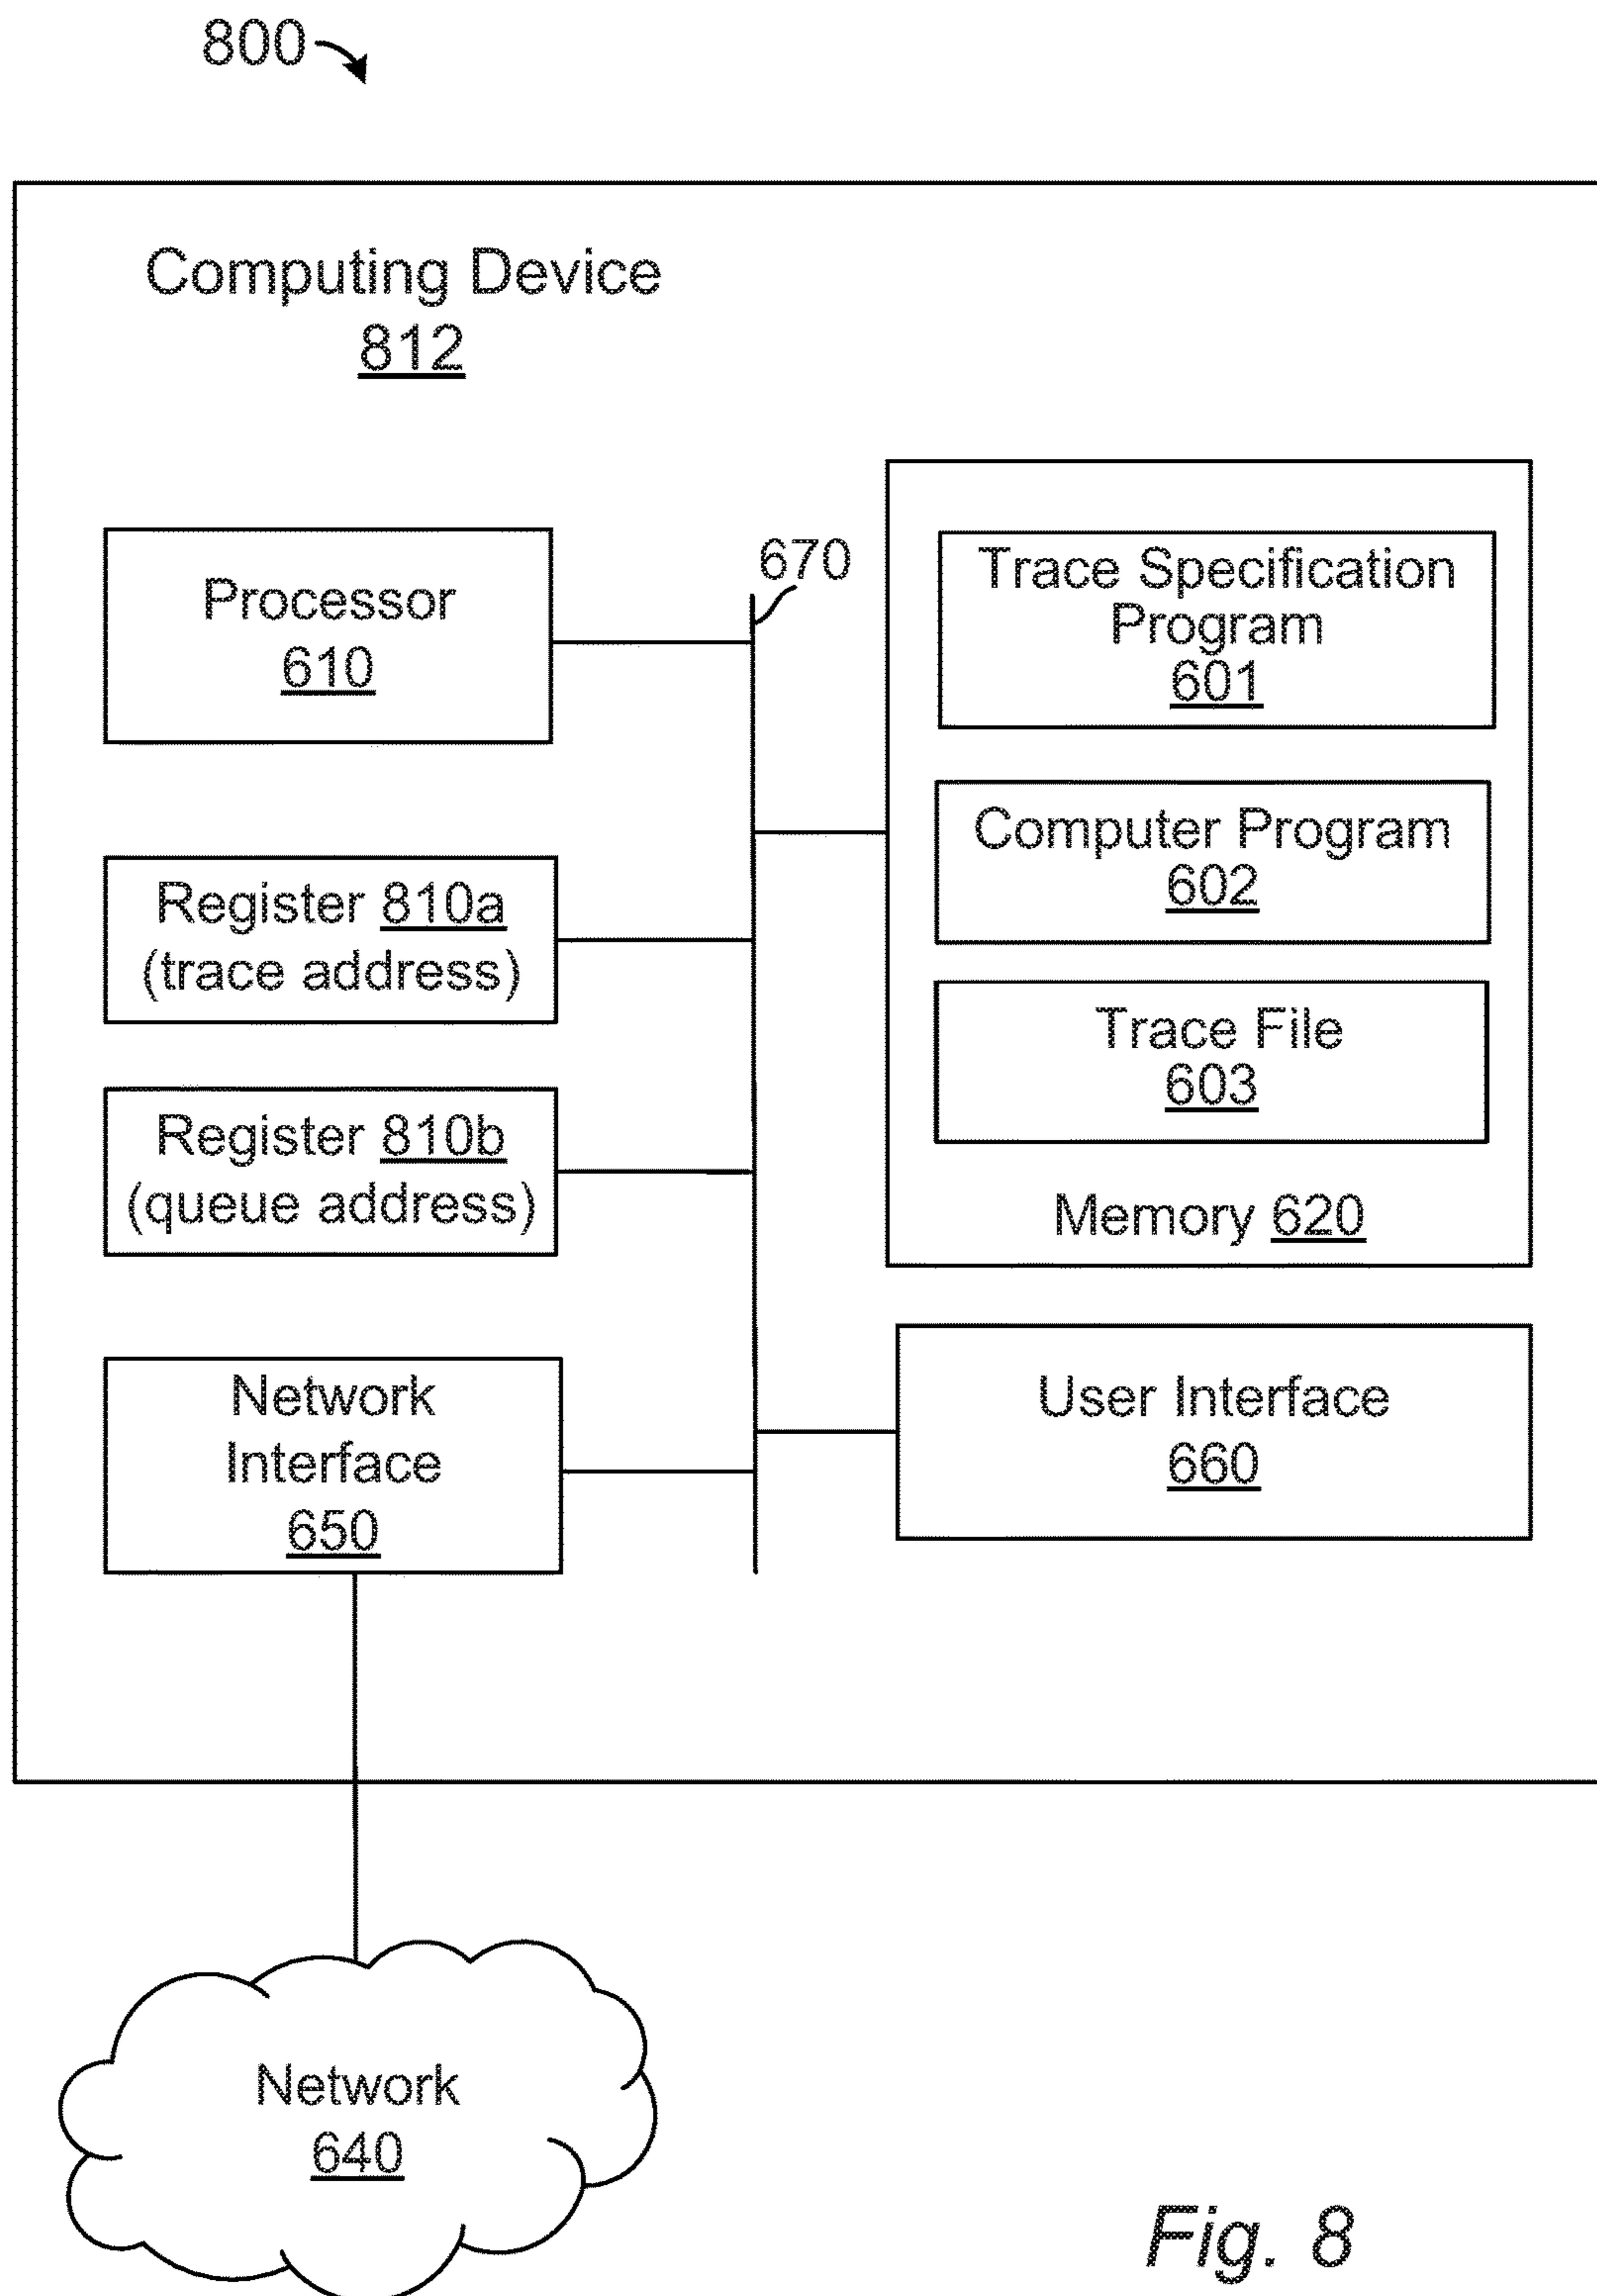 800
Computing Device
812
Processor
610
670
Trace Specification
Program
601
Computer Program
602
Trace File
603
Memory 620
Register 810a
(trace address)
Register 810b
(queue address)
Network
Interface
650
User Interface
660
Network
640
Fig. 8